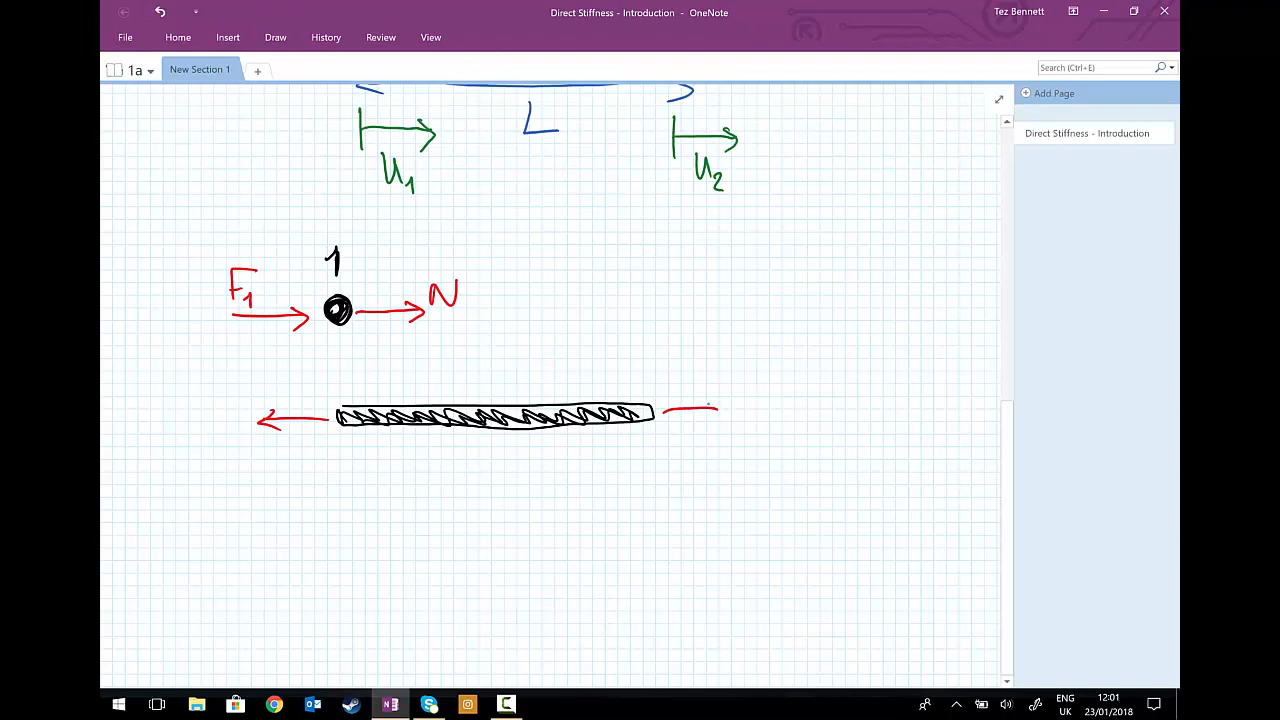 Direct Stiffness - Introduction - OneNote
Tez Bennett
File Home Insert Draw History Review View
1a New Section 1
Search (Ctrl+E)
Add Page
Direct Stiffness - Introduction
L
U1 U2
1
F1 N
ENG 12:01
UK 23/01/2018